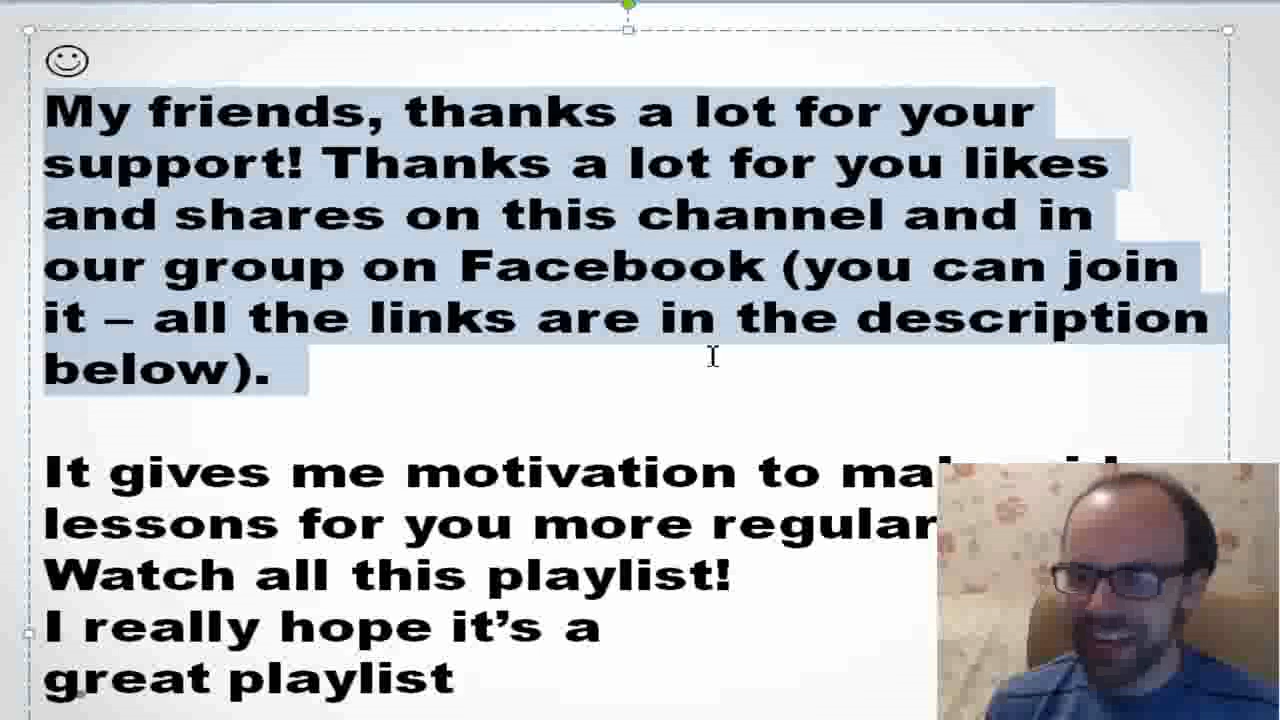 My friends, thanks a lot for your
support! Thanks a lot for you likes
and shares on this channel and in
our group on Facebook (you can join
it – all the links are in the description
below).
It gives me motivation to
lessons for you more
Watch all this playlist!
I really hope it's a
great playlist